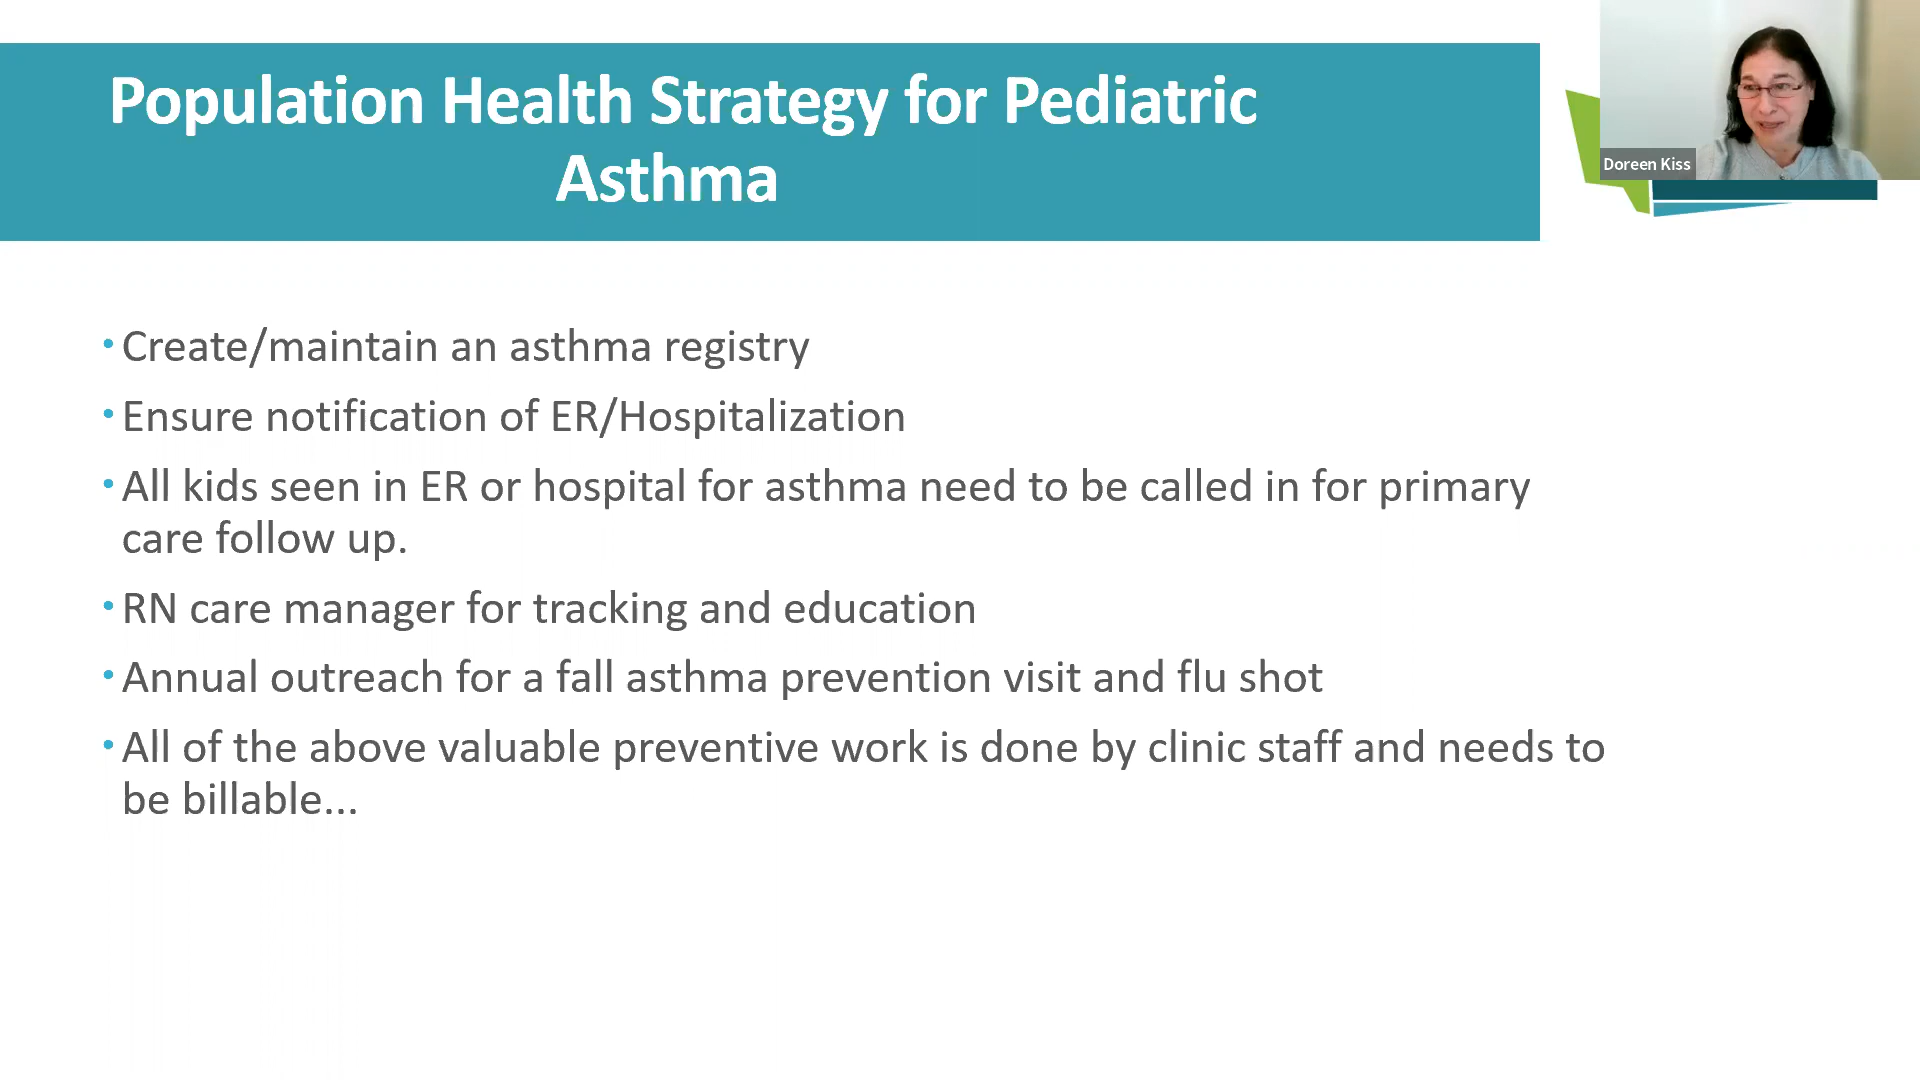 Population Health Strategy for Pediatric
Asthma
Doreen Kiss
• Create/maintain an asthma registry
• Ensure notification of ER/Hospitalization
• All kids seen in ER or hospital for asthma need to be called in for primary
care follow up.
• RN care manager for tracking and education
• Annual outreach for a fall asthma prevention visit and flu shot
• All of the above valuable preventive work is done by clinic staff and needs to
be billable...